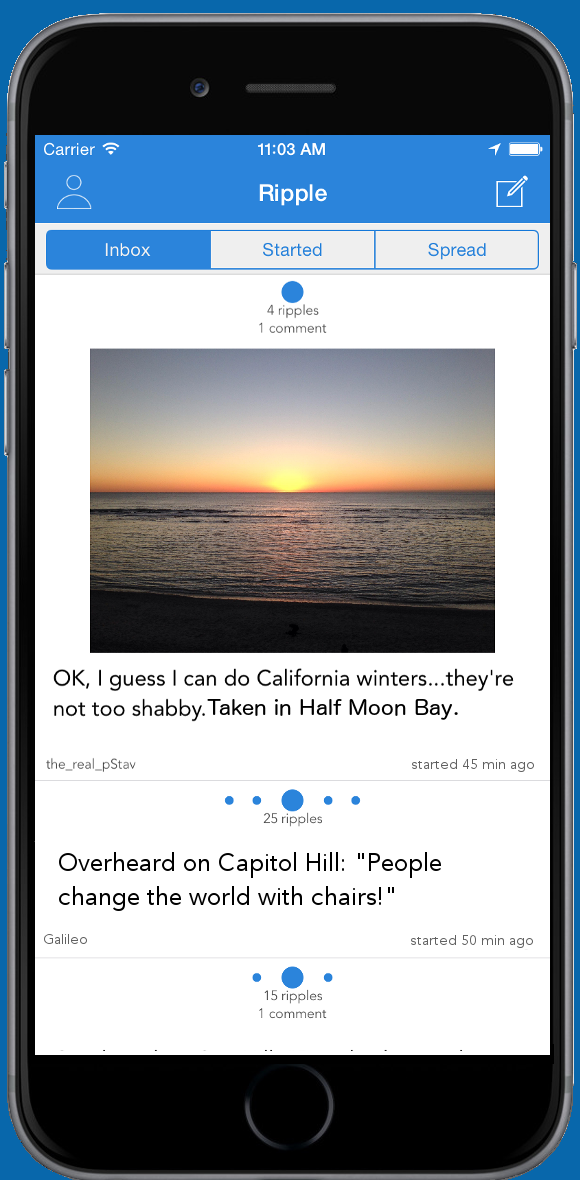 Carrier 11:03 AM
Ripple
Inbox Started Spread
4 ripples
1 comment
OK, I guess I can do California winters...they're
not too shabby.Taken in Half Moon Bay.
the_real_pStav started 45 min ago
25 ripples
Overheard on Capitol Hill: "People
change the world with chairs!"
Galileo started 50 min ago
15 ripples
1 comment